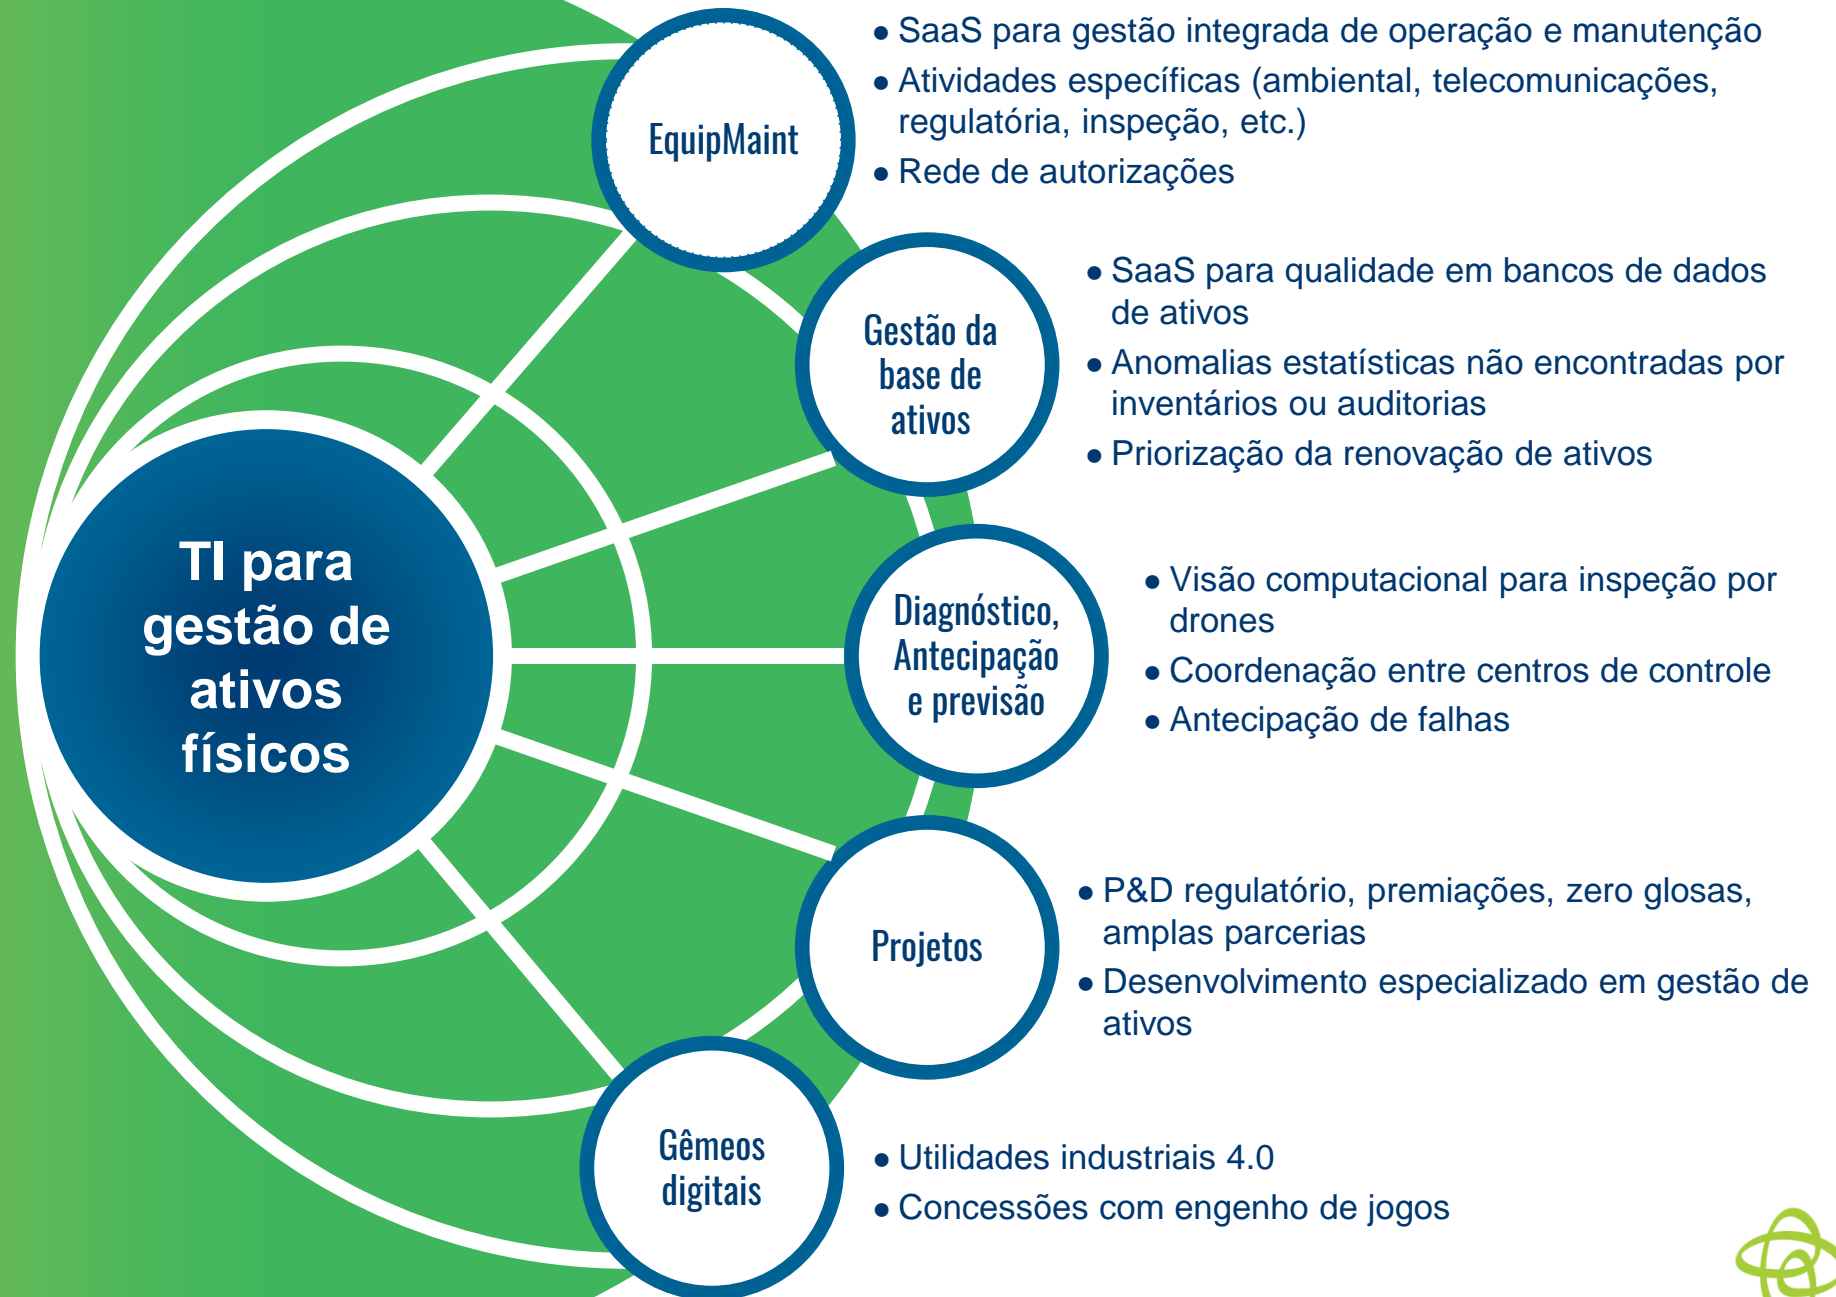 TI para
gestão de
ativos
físicos
EquipMaint
● SaaS para gestão integrada de operação e manutenção
● Atividades específicas (ambiental, telecomunicações,
regulatória, inspeção, etc.)
● Rede de autorizações
Gestão da
base de
ativos
● SaaS para qualidade em bancos de dados
de ativos
● Anomalias estatísticas não encontradas por
inventários ou auditorias
● Priorização da renovação de ativos
Diagnóstico,
Antecipação
e previsão
● Visão computacional para inspeção por
drones
● Coordenação entre centros de controle
● Antecipação de falhas
Projetos
● P&D regulatório, premiações, zero glosas,
amplas parcerias
● Desenvolvimento especializado em gestão de
ativos
Gêmeos
digitais
● Utilidades industriais 4.0
● Concessões com engenho de jogos